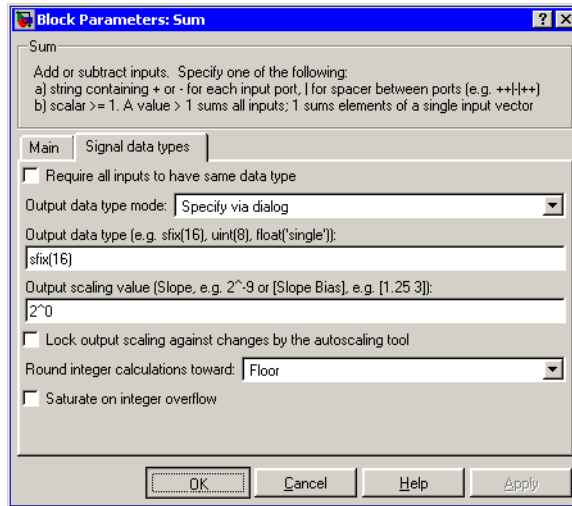 Block Parameters: Sum
Sum
Add or subtract inputs. Specify one of the following:
a) string containing + or - for each input port, | for spacer between ports (e.g. ++|-|++)
b) scalar >= 1. A value > 1 sums all inputs; 1 sums elements of a single input vector
Main Signal data types
Require all inputs to have same data type
Output data type mode: Specify via dialog
Output data type (e.g. sfix(16), uint(8), float('single')):
sfix(16)
Output scaling value (Slope, e.g. 2^-9 or [Slope Bias], e.g. [1.25 3]):
2^0
Lock output scaling against changes by the autoscaling tool
Round integer calculations toward: Floor
Saturate on integer overflow
OK Cancel Help Apply